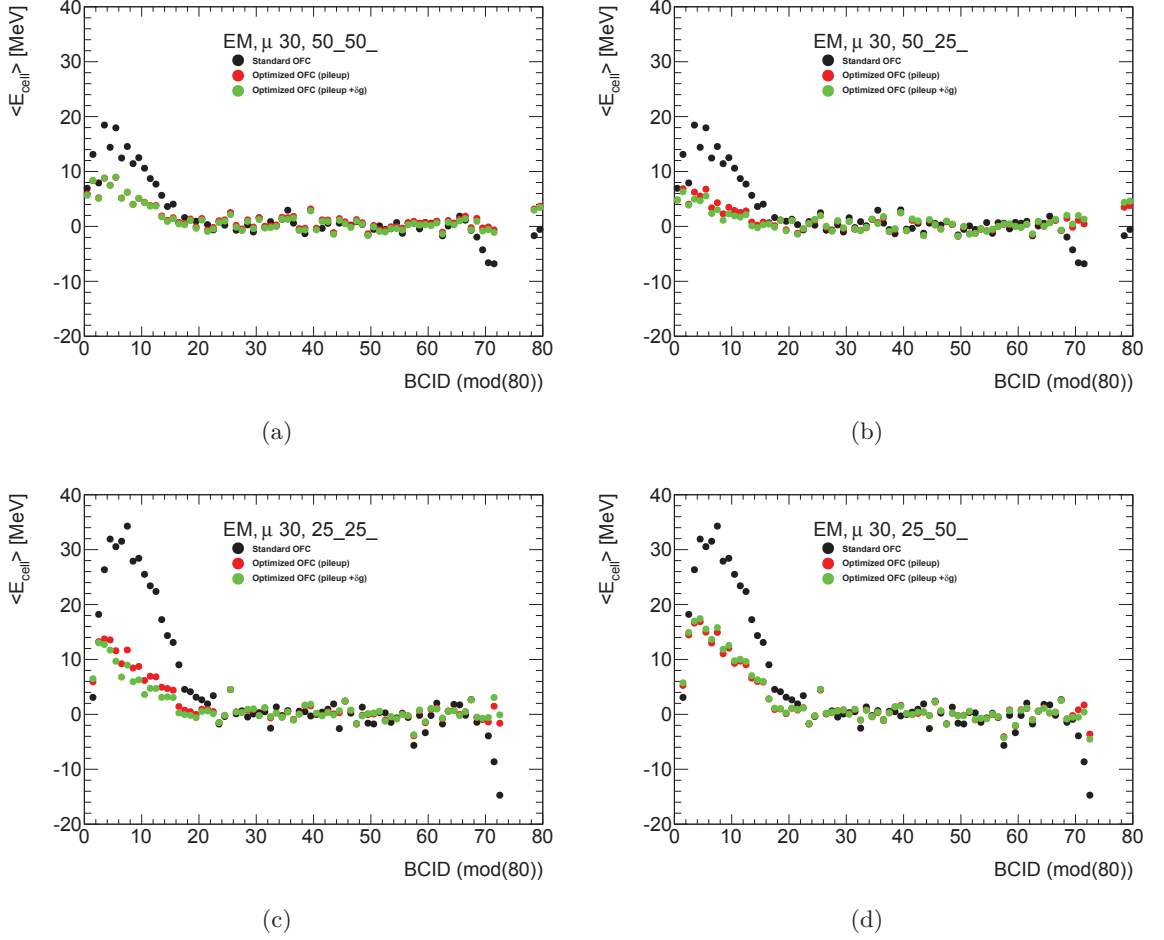 <E_cell> [MeV]
40
30
20
10
0
-10
-20
EM, μ 30, 50_50_
Standard OFC
Optimized OFC (pileup)
Optimized OFC (pileup +δg)
0 10 20 30 40 50 60 70 80
BCID (mod(80))
(a)
<E_cell> [MeV]
40
30
20
10
0
-10
-20
EM, μ 30, 50_25_
Standard OFC
Optimized OFC (pileup)
Optimized OFC (pileup +δg)
0 10 20 30 40 50 60 70 80
BCID (mod(80))
(b)
<E_cell> [MeV]
40
30
20
10
0
-10
-20
EM, μ 30, 25_25_
Standard OFC
Optimized OFC (pileup)
Optimized OFC (pileup +δg)
0 10 20 30 40 50 60 70 80
BCID (mod(80))
(c)
<E_cell> [MeV]
40
30
20
10
0
-10
-20
EM, μ 30, 25_50_
Standard OFC
Optimized OFC (pileup)
Optimized OFC (pileup +δg)
0 10 20 30 40 50 60 70 80
BCID (mod(80))
(d)